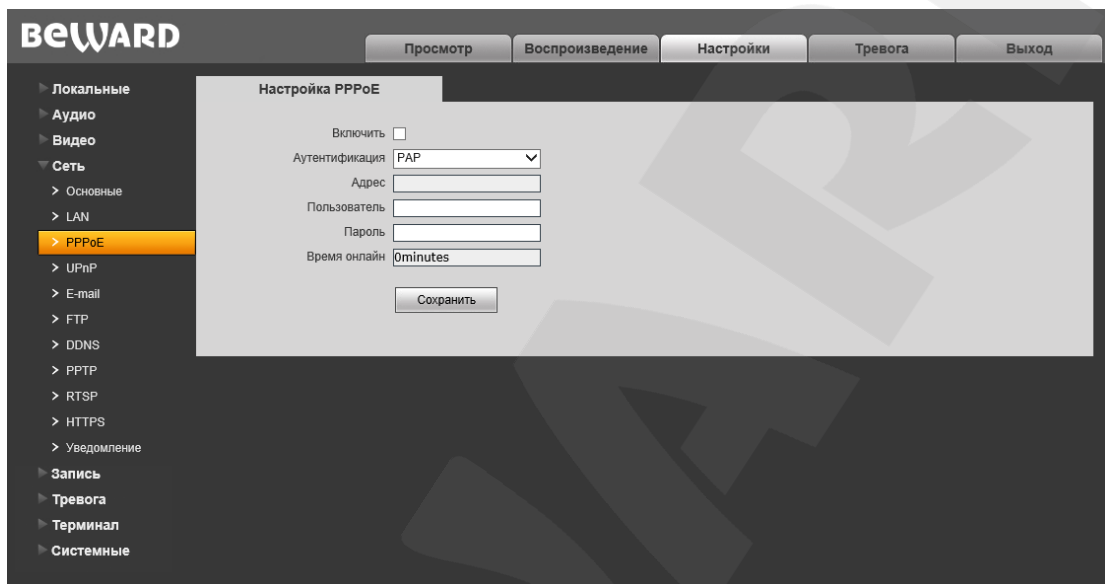 BEWARD
Просмотр
Воспроизведение
Настройки
Тревога
Выход
Локальные
Аудио
Видео
Сеть
> Основные
> LAN
> PPPoE
> UPnP
> E-mail
> FTP
> DDNS
> PPTP
> RTSP
> HTTPS
> Уведомление
Запись
Тревога
Терминал
Системные
Настройка PPPoE
Включить
Аутентификация PAP
Адрес
Пользователь
Пароль
Время онлайн 0minutes
Сохранить